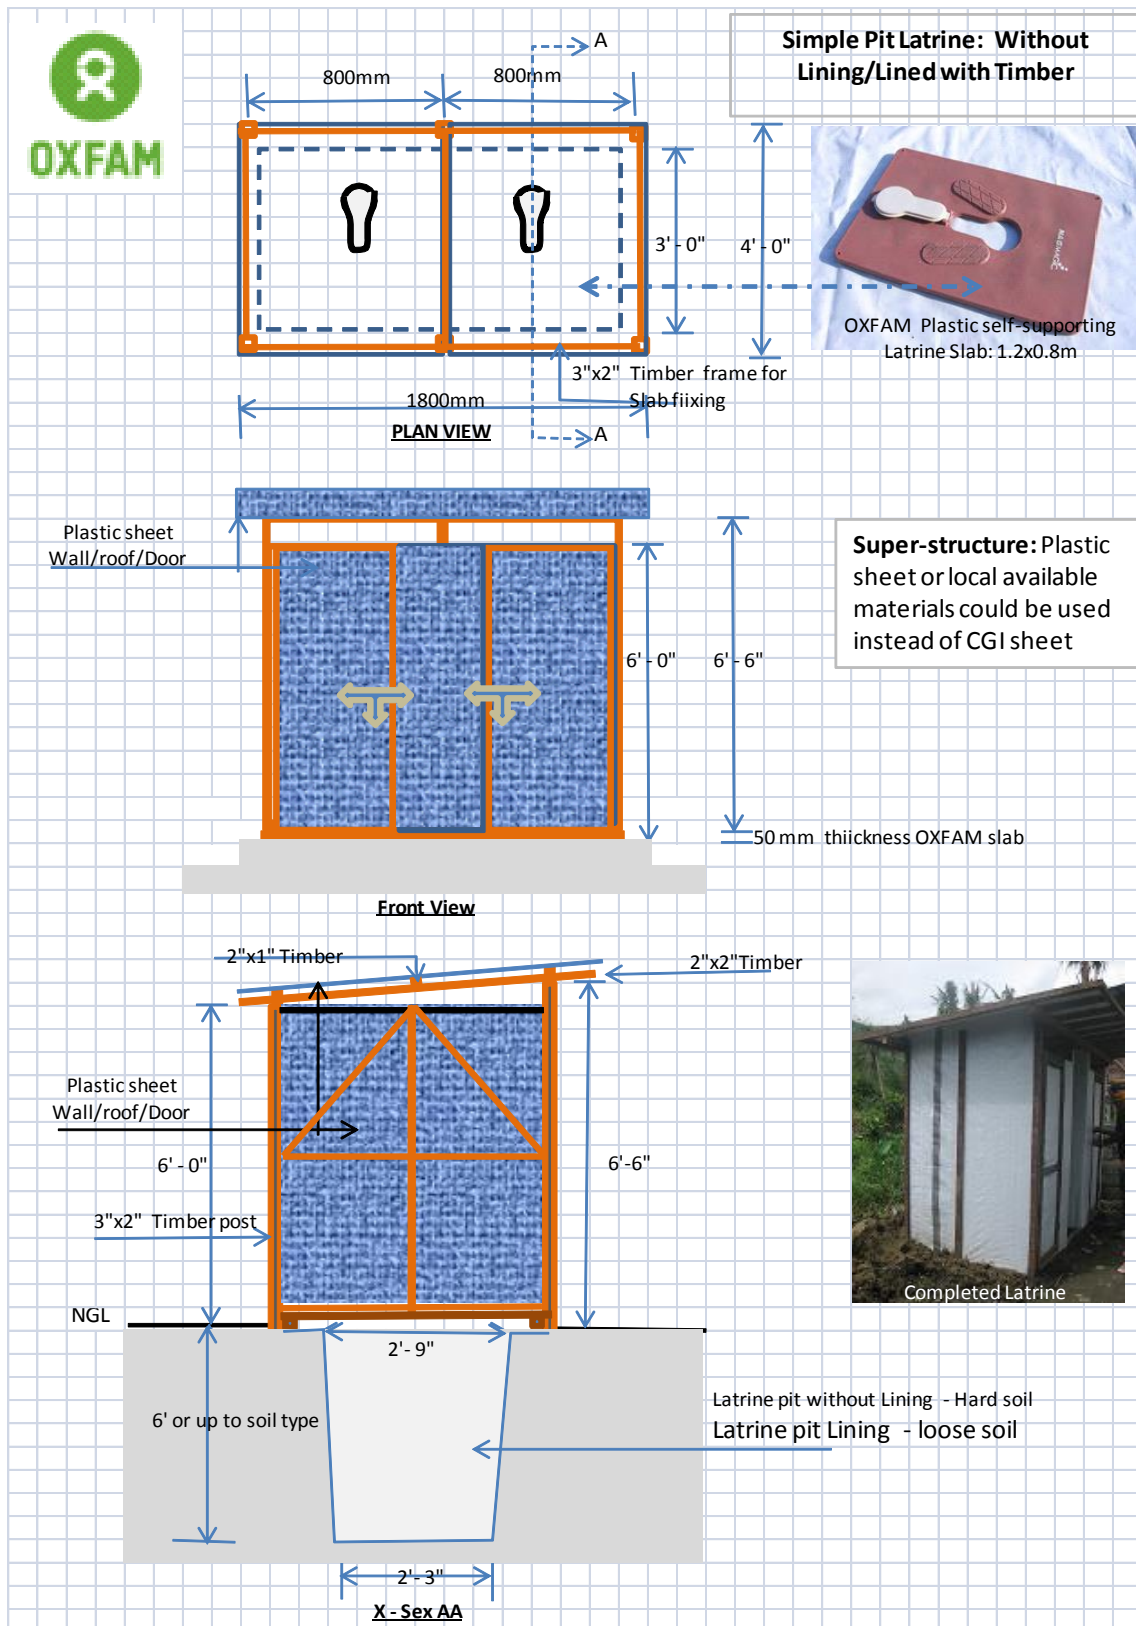 OXFAM
Simple Pit Latrine: Without
Lining/Lined with Timber
A
800mm
800mm
3'-0"
4'-0"
OXFAM Plastic self-supporting
Latrine Slab: 1.2x0.8m
3"x2" Timber frame for
Slab fiixing
1800mm
PLAN VIEW
A
Plastic sheet
Wall/roof/Door
Super-structure: Plastic
sheet or local available
materials could be used
instead of CGI sheet
6'-0"
6'-6"
50 mm thiickness OXFAM slab
Front View
2"x1" Timber
2"x2"Timber
Plastic sheet
Wall/roof/Door
6'-0"
6'-6"
3"x2" Timber post
Completed Latrine
NGL
2'-9"
6' or up to soil type
Latrine pit without Lining - Hard soil
Latrine pit Lining - loose soil
2'-3"
X - Sex AA